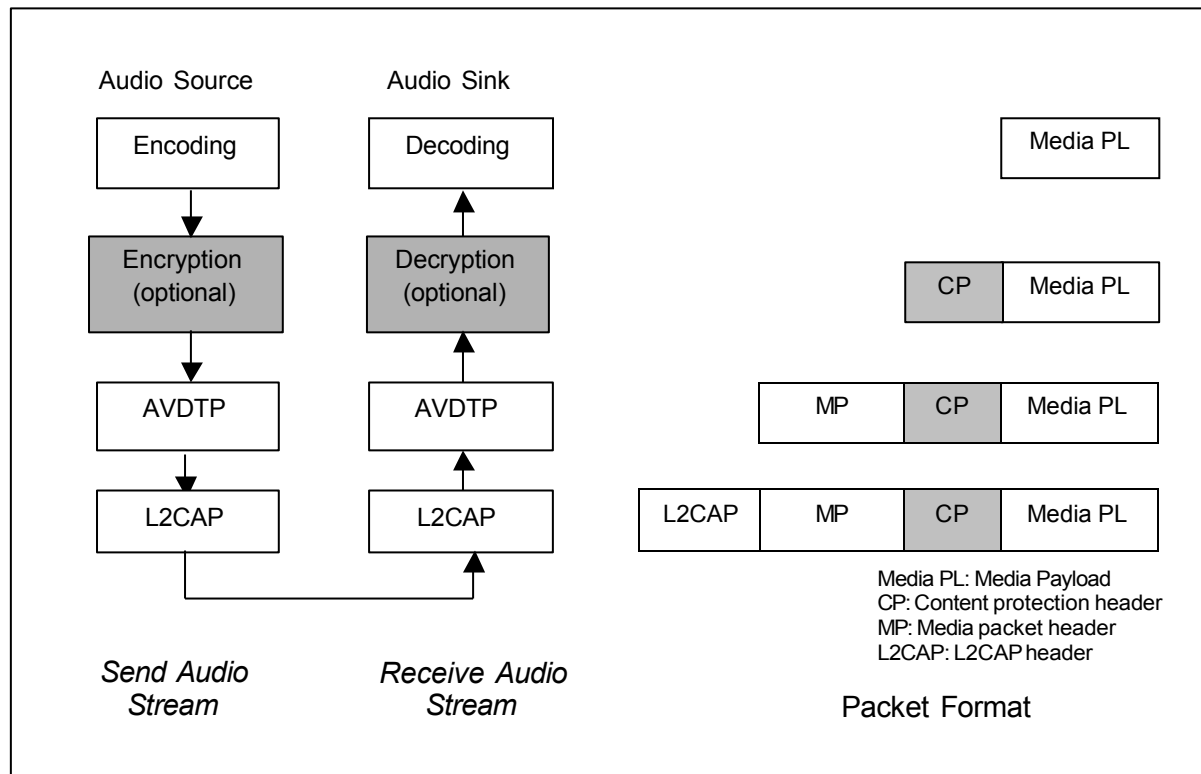 Audio Source
Audio Sink
Encoding
Decoding
Media PL
Encryption
(optional)
Decryption
(optional)
CP
Media PL
AVDTP
AVDTP
MP
CP
Media PL
L2CAP
L2CAP
L2CAP
MP
CP
Media PL
Media PL: Media Payload
CP: Content protection header
MP: Media packet header
L2CAP: L2CAP header
Send Audio
Stream
Receive Audio
Stream
Packet Format